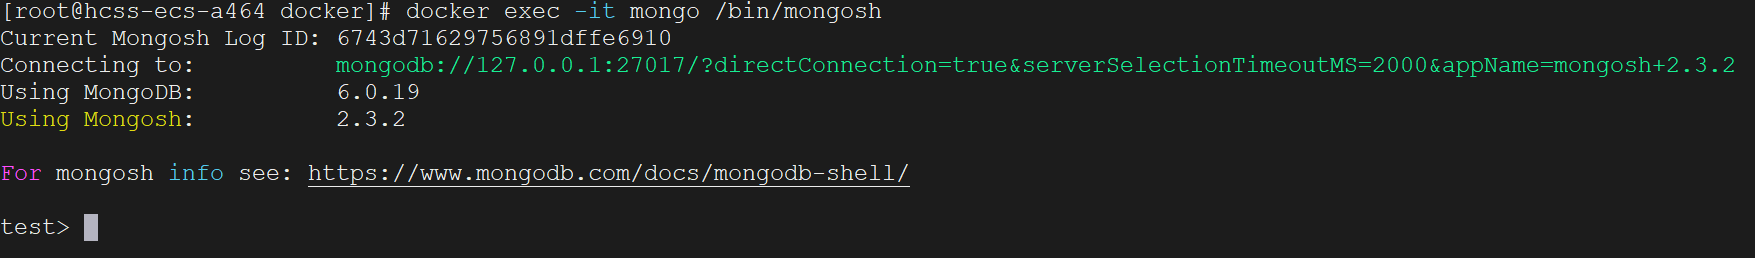 [root@hcss-ecs-a464 docker]# docker exec -it mongo /bin/mongosh
Current Mongosh Log ID: 6743d71629756891dffe6910
Connecting to: mongodb://127.0.0.1:27017/?directConnection=true&serverSelectionTimeoutMS=2000&appName=mongosh+2.3.2
Using MongoDB: 6.0.19
Using Mongosh: 2.3.2
For mongosh info see: https://www.mongodb.com/docs/mongodb-shell/
test>